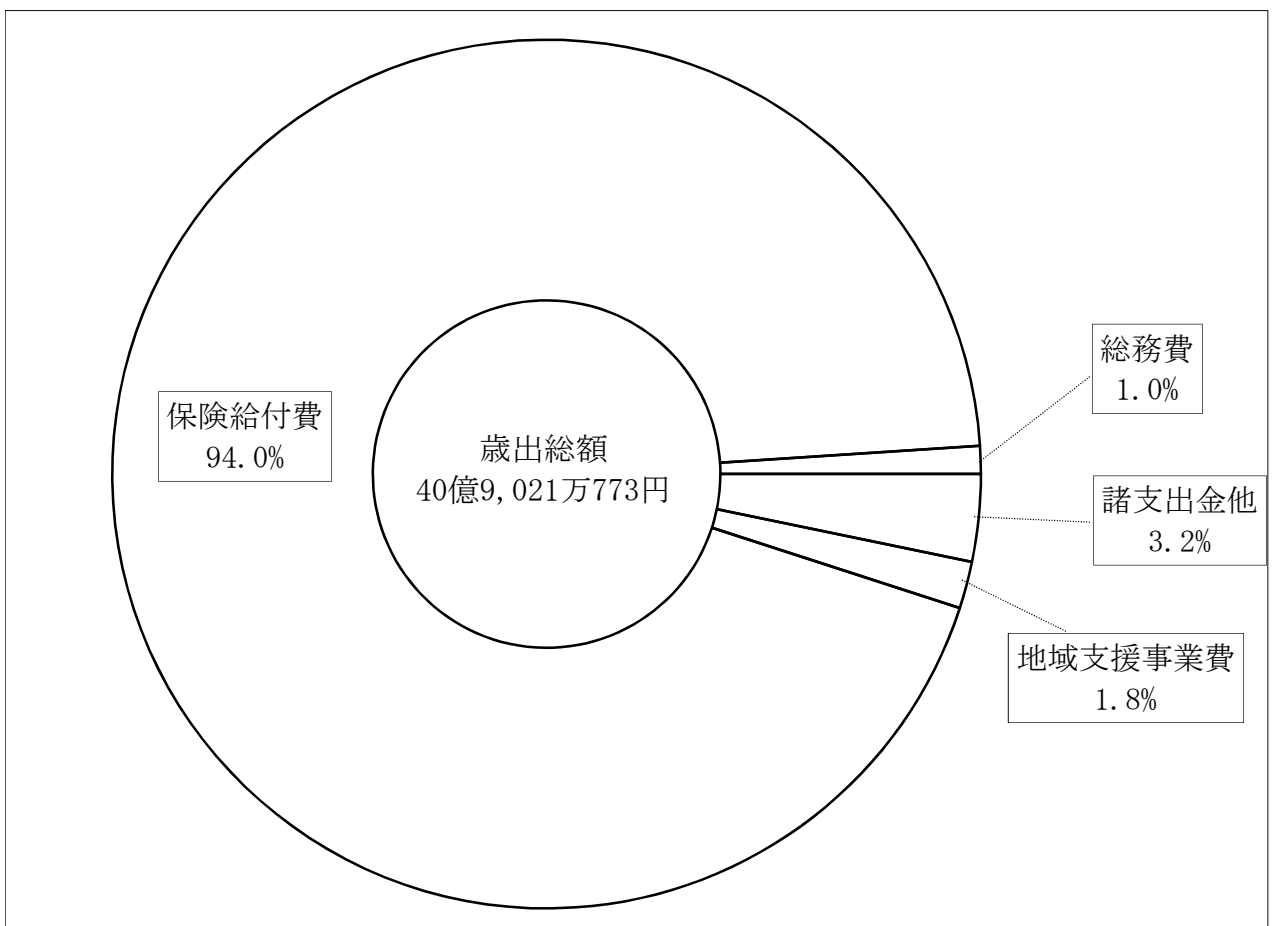 総務費
1.0%
保険給付費
94.0%
歳出総額
40億9,021万773円
諸支出金他
3.2%
地域支援事業費
1.8%